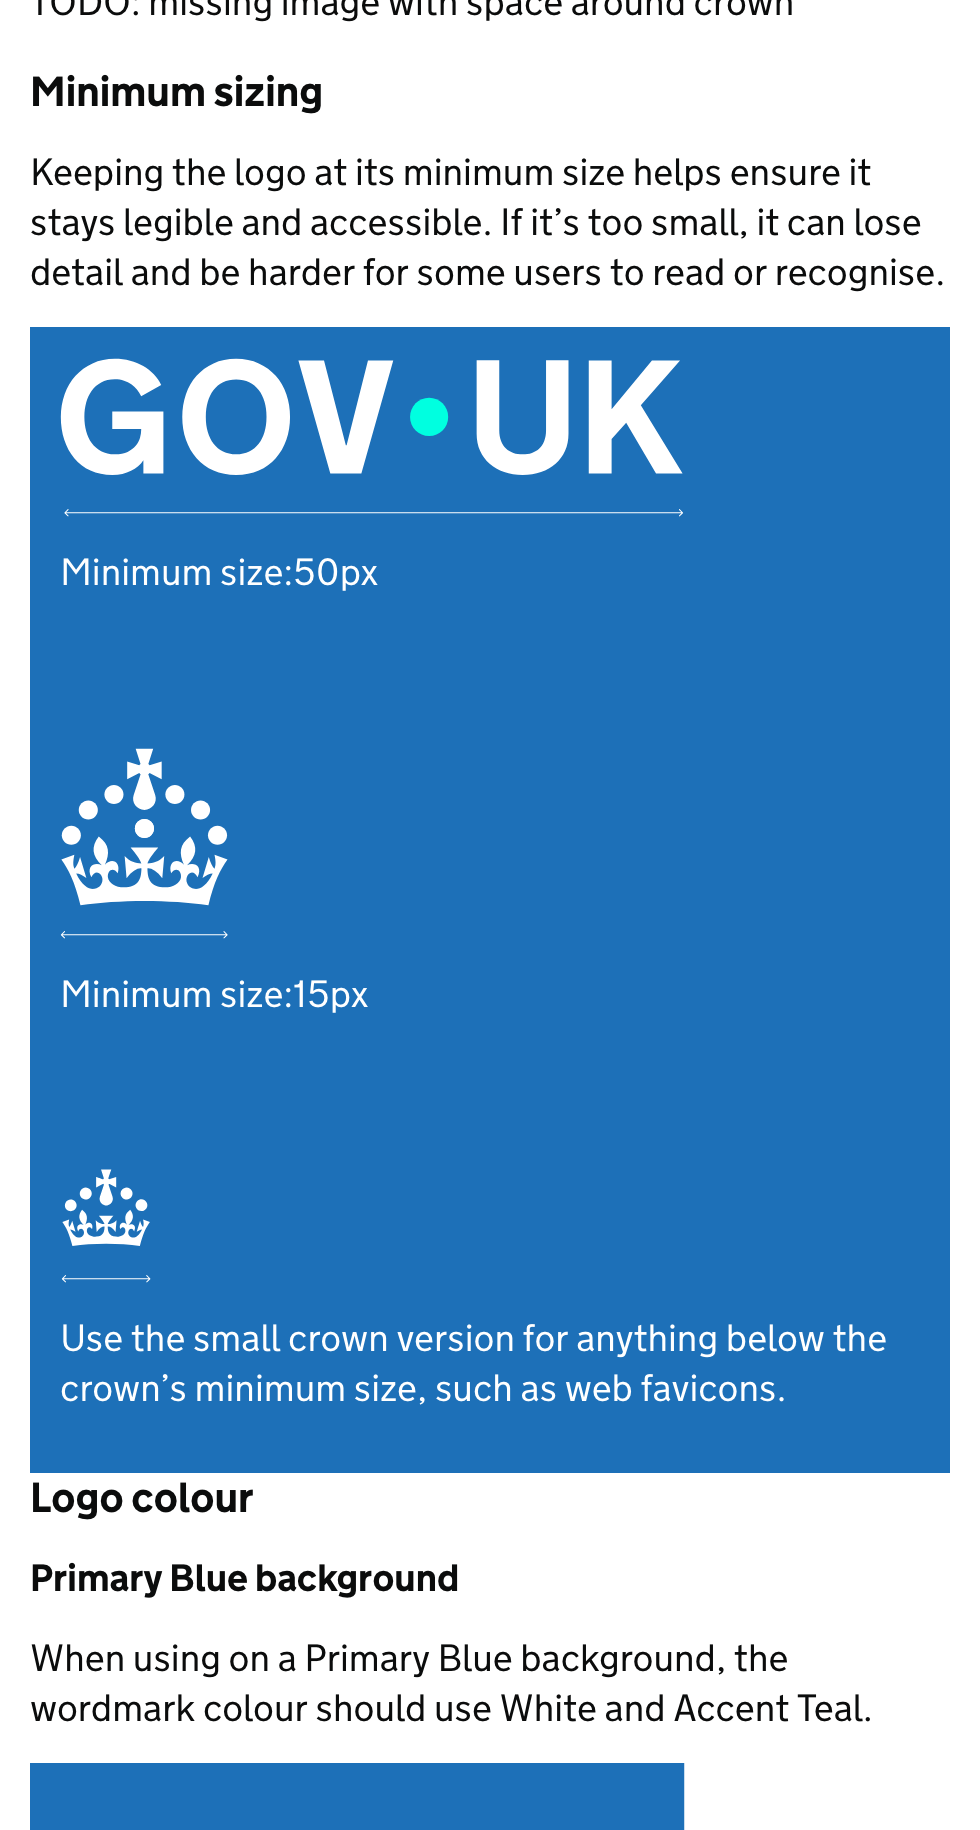 TODO: missing image with space around crown
Minimum sizing
Keeping the logo at its minimum size helps ensure it
stays legible and accessible. If it’s too small, it can lose
detail and be harder for some users to read or recognise.
GOV·UK
Minimum size:50px
Minimum size:15px
Use the small crown version for anything below the
crown’s minimum size, such as web favicons.
Logo colour
Primary Blue background
When using on a Primary Blue background, the
wordmark colour should use White and Accent Teal.